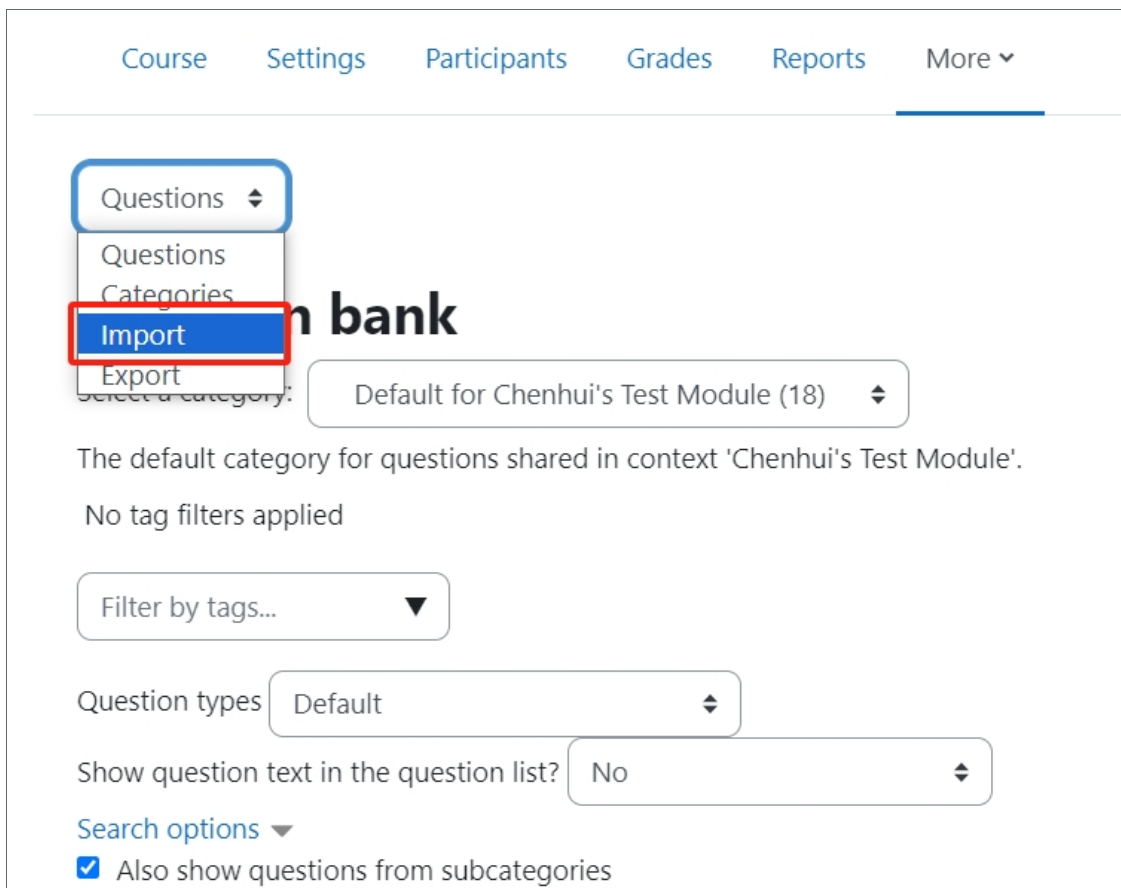 Course Settings Participants Grades Reports More
Questions
Questions
Categories
Import
Export
n bank
Select a category: Default for Chenhui's Test Module (18)
The default category for questions shared in context 'Chenhui's Test Module'.
No tag filters applied
Filter by tags...
Question types Default
Show question text in the question list? No
Search options
Also show questions from subcategories